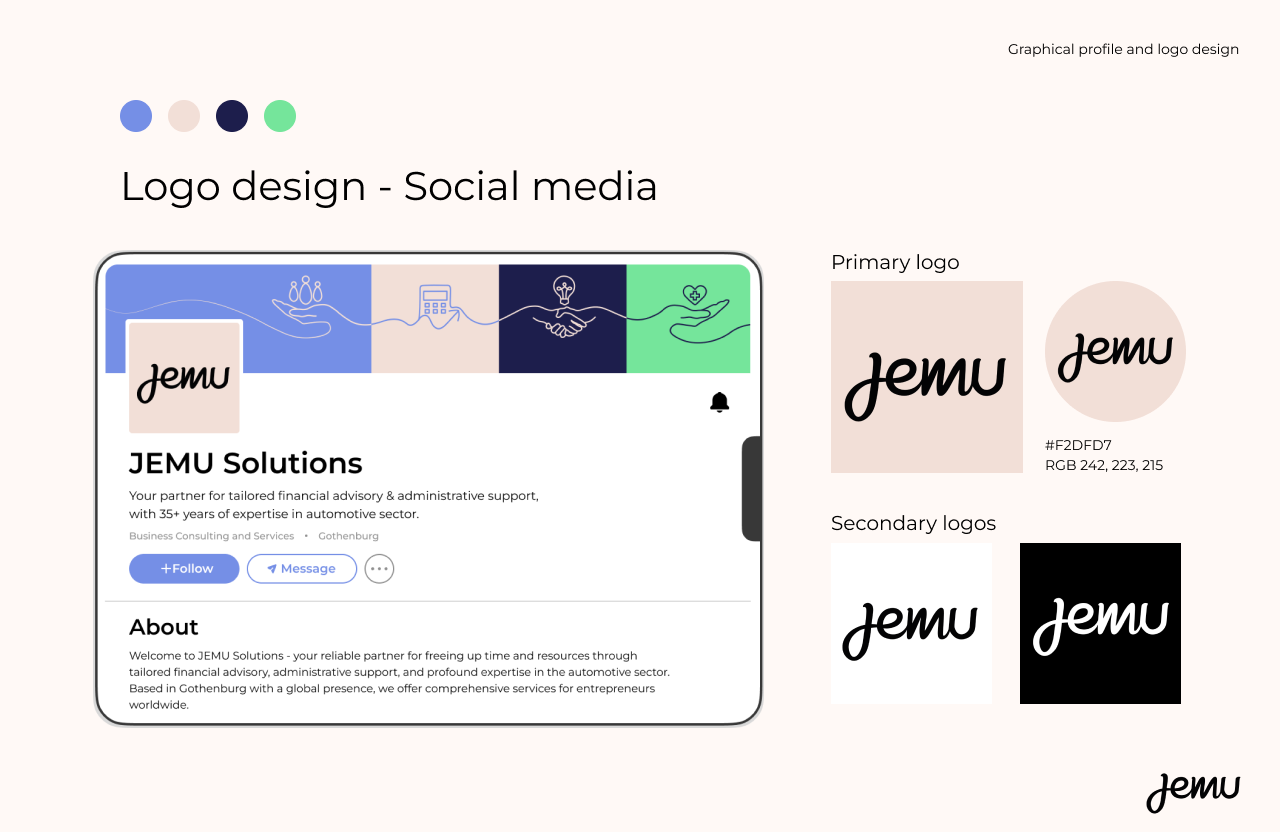 Graphical profile and logo design
Logo design - Social media
jemu
JEMU Solutions
Your partner for tailored financial advisory & administrative support,
with 35+ years of expertise in automotive sector.
Business Consulting and Services • Gothenburg
+Follow
Message
About
Welcome to JEMU Solutions - your reliable partner for freeing up time and resources through
tailored financial advisory, administrative support, and profound expertise in the automotive sector.
Based in Gothenburg with a global presence, we offer comprehensive services for entrepreneurs
worldwide.
Primary logo
jemu
jemu
#F2DFD7
RGB 242, 223, 215
Secondary logos
jemu
jemu
jemu